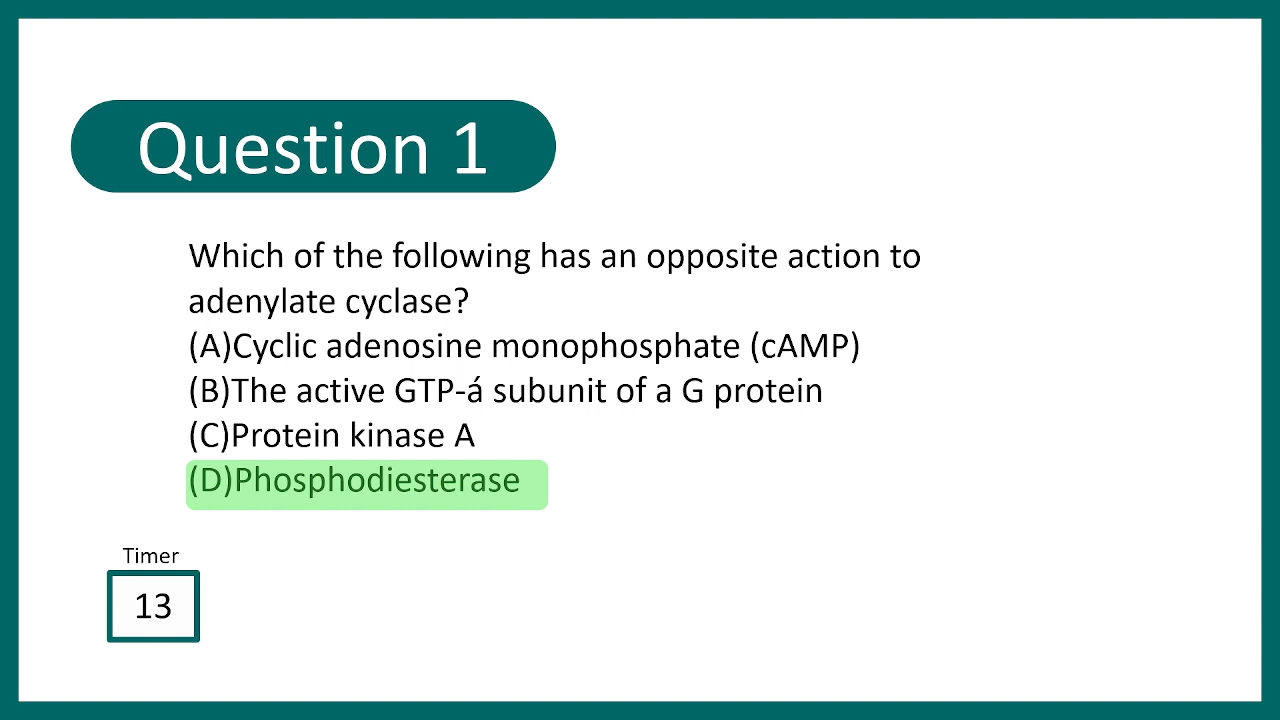 Question 1
Which of the following has an opposite action to
adenylate cyclase?
(A)Cyclic adenosine monophosphate (cAMP)
(B)The active GTP-á subunit of a G protein
(C)Protein kinase A
(D)Phosphodiesterase
Timer
13